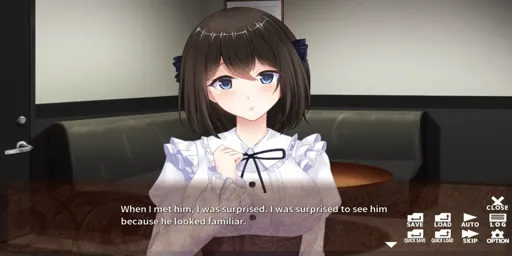 When I met him, I was surprised. I was surprised to see him
because he looked familiar.
CLOSE
SAVE LOAD AUTO LOG
QUICK SAVE QUICK LOAD SKIP OPTION